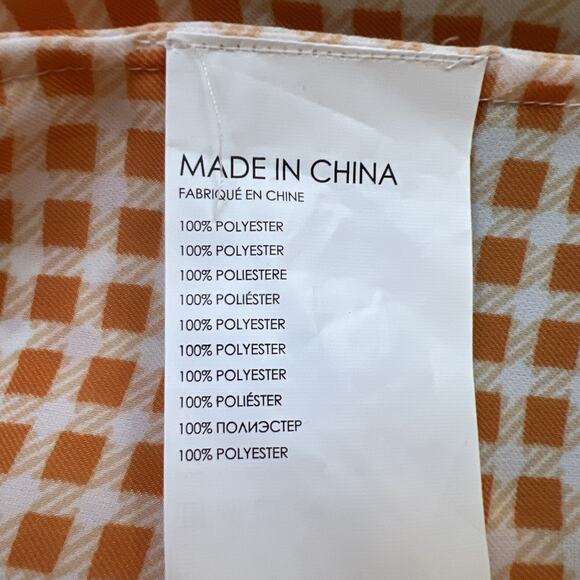 MADE IN CHINA
FABRIQUÉ EN CHINE
100% POLYESTER
100% POLYESTER
100% POLIESTERE
100% POLIÉSTER
100% POLYESTER
100% POLYESTER
100% POLYESTER
100% POLIÉSTER
100% ПОЛИЭСТЕР
100% POLYESTER